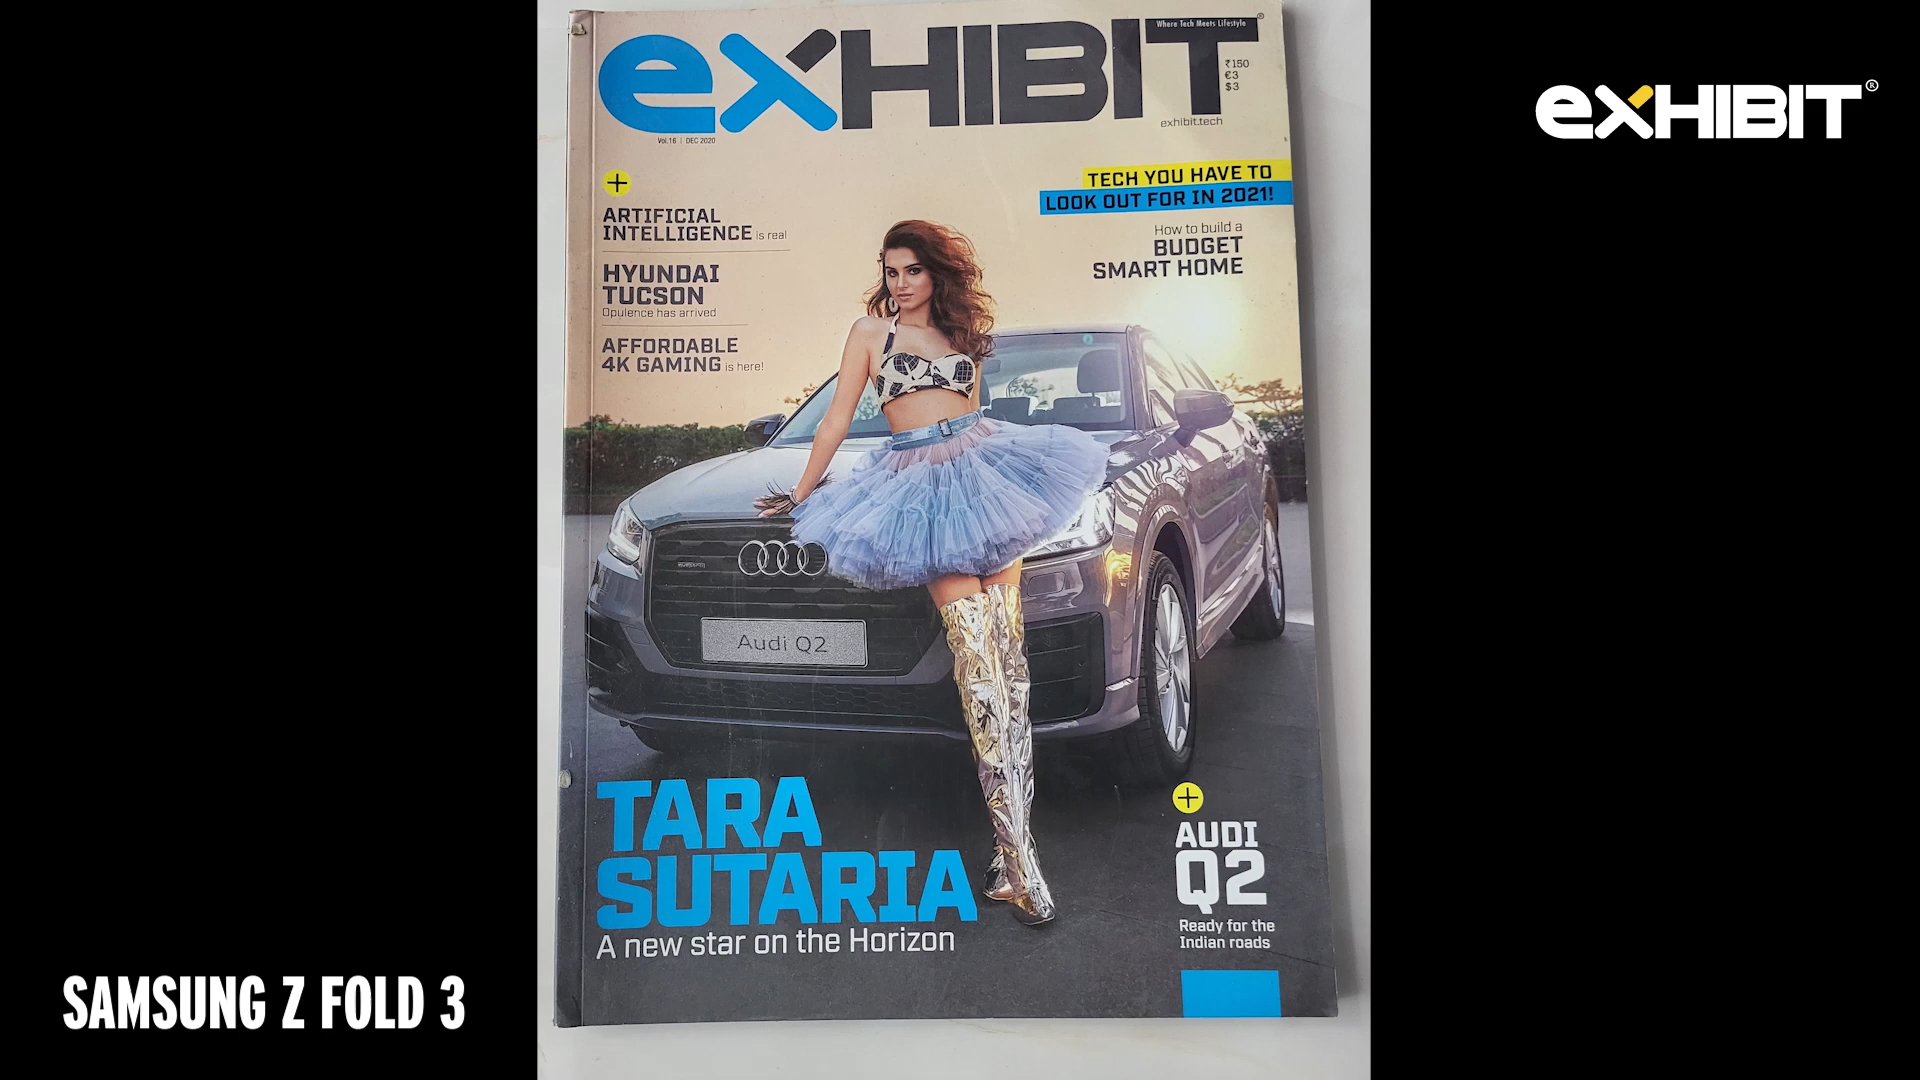 eXHIBIT®
Where Tech Meets Lifestyle
₹150
€3
$3
exhibit.tech
Vol.16 | DEC 2020
ARTIFICIAL
INTELLIGENCE is real
HYUNDAI
TUCSON
Opulence has arrived
AFFORDABLE
4K GAMING is here!
TECH YOU HAVE TO
LOOK OUT FOR IN 2021!
How to build a
BUDGET
SMART HOME
Audi Q2
TARA
SUTARIA
A new star on the Horizon
AUDI
Q2
Ready for the
Indian roads
eXHIBIT®
SAMSUNG Z FOLD 3